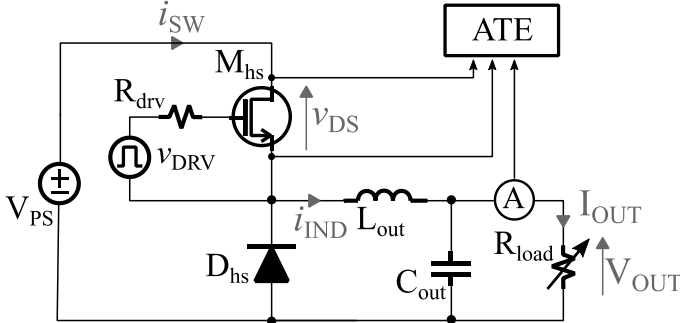 i_SW
ATE
M_hs
R_drv
v_DS
v_DRV
V_PS
A
I_OUT
i_IND
L_out
R_load
D_hs
C_out
V_OUT